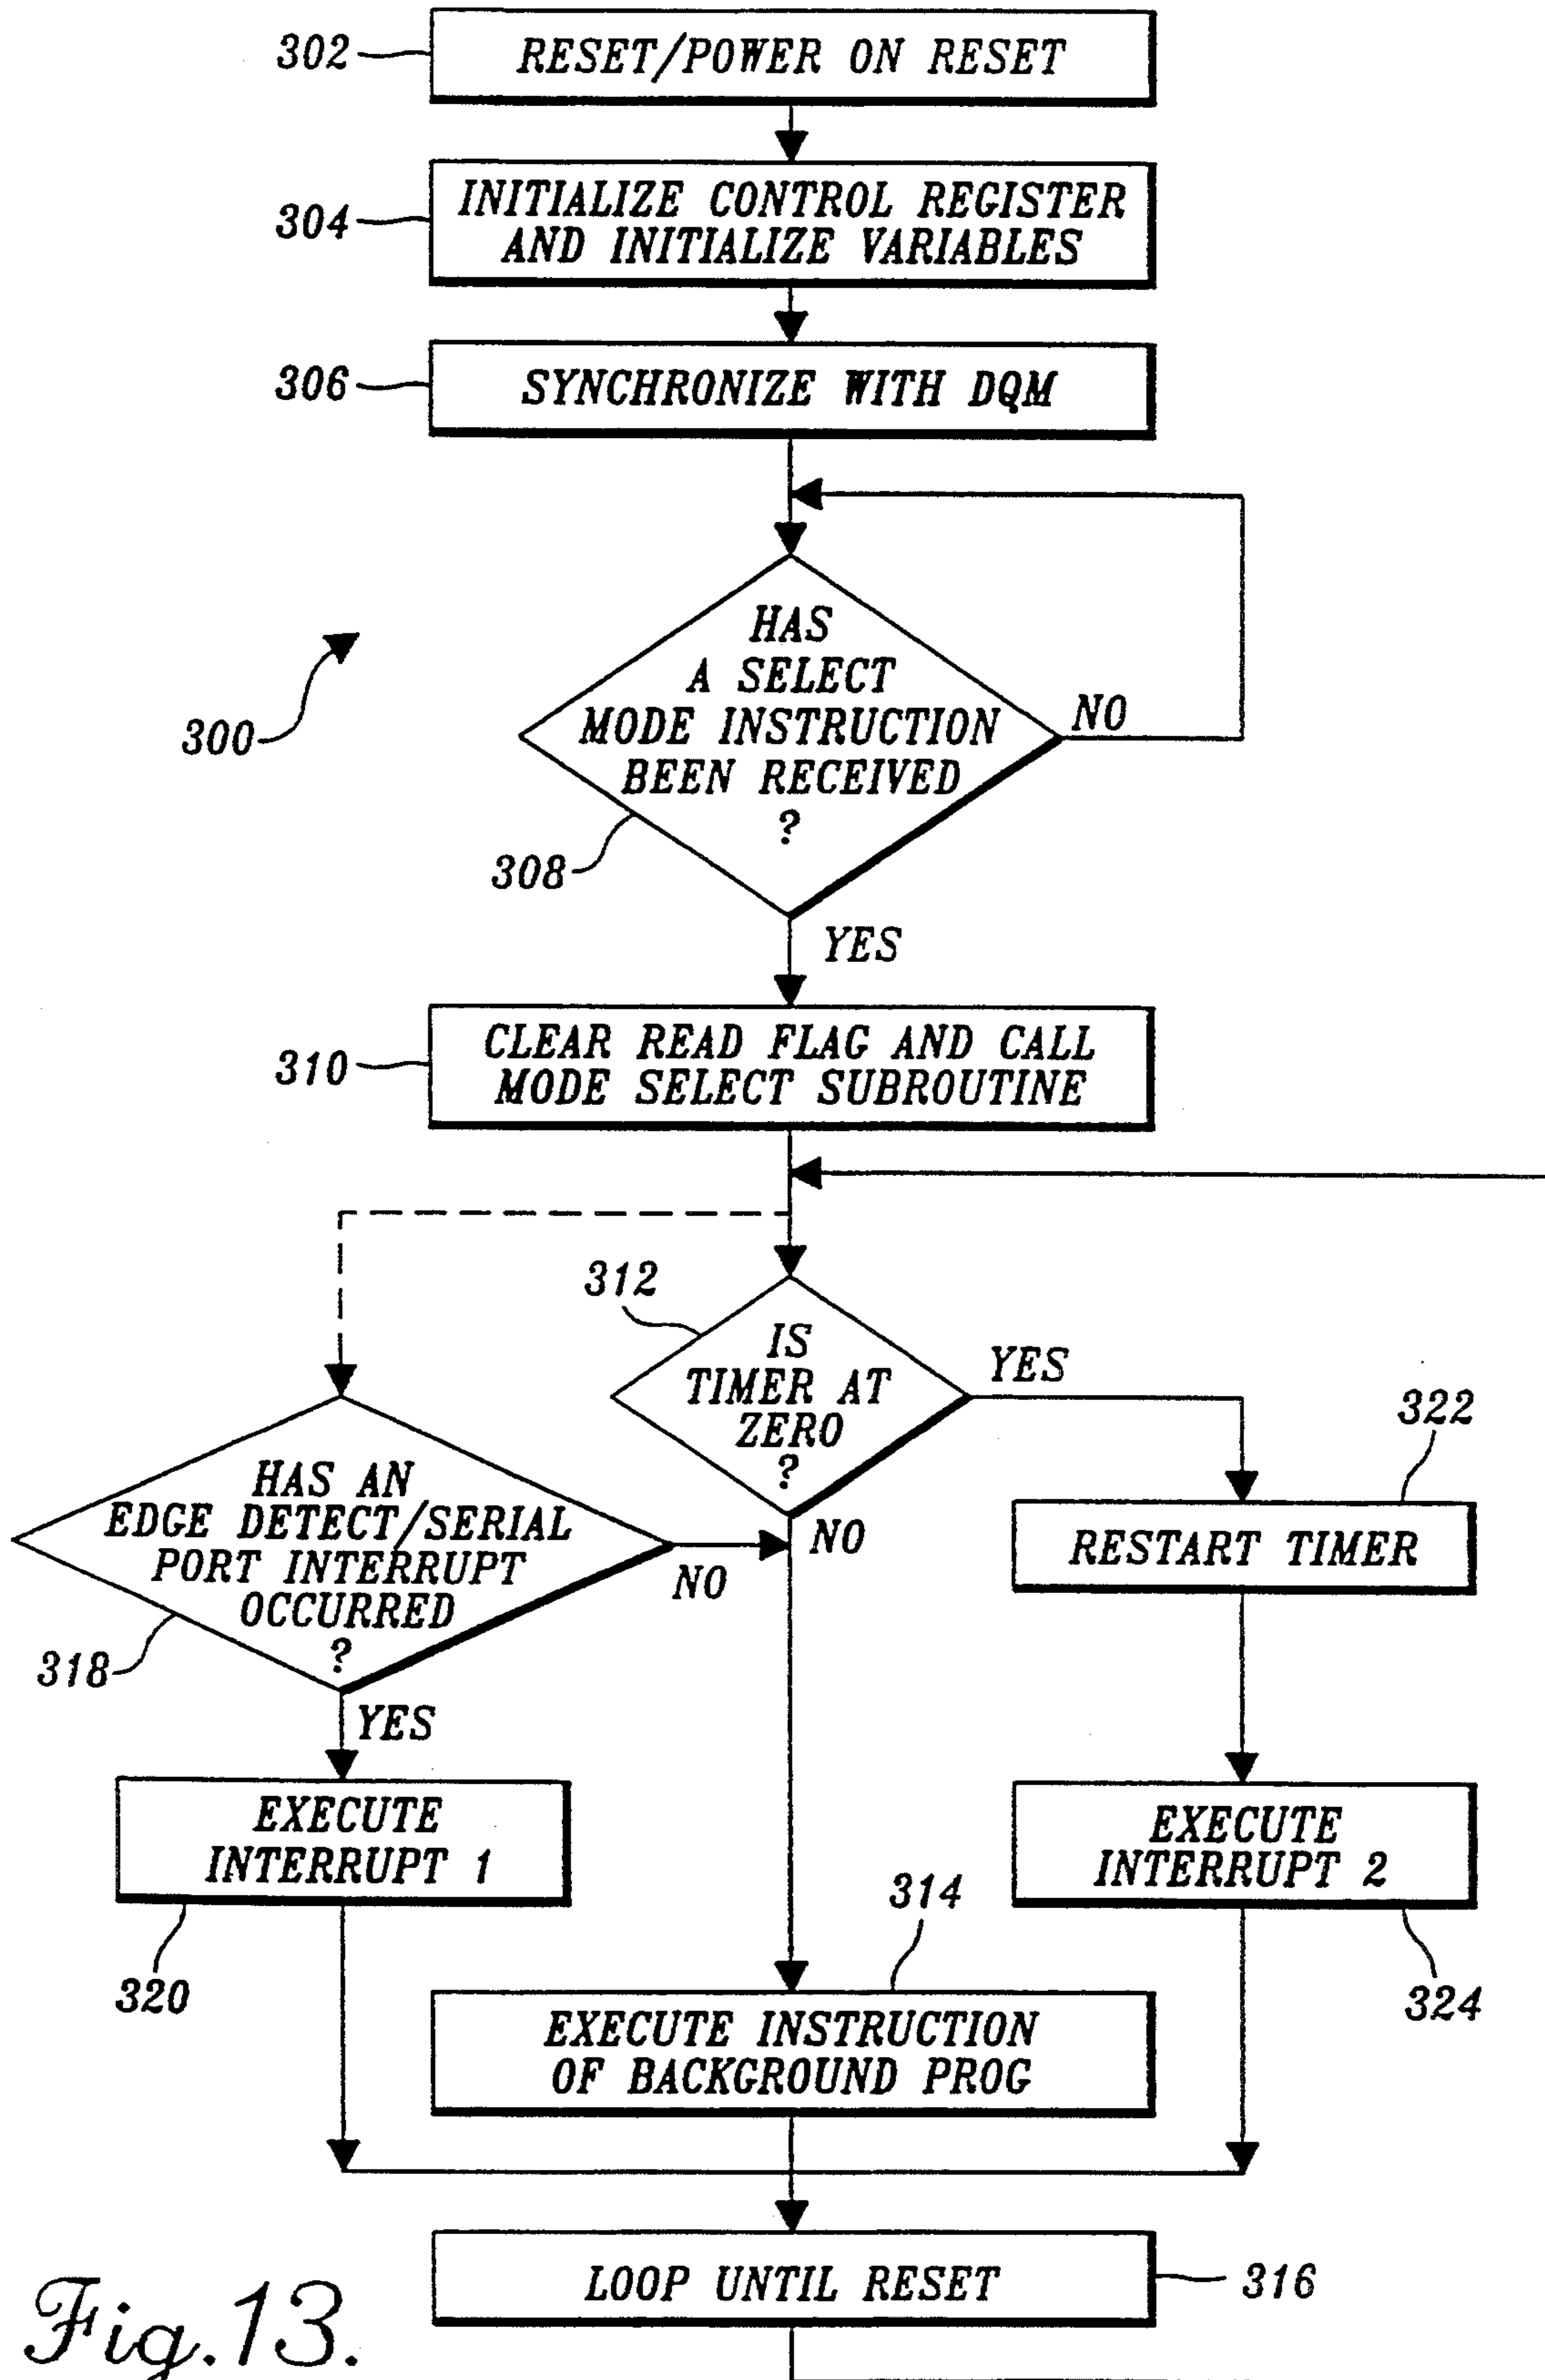 302
RESET/POWER ON RESET
304
INITIALIZE CONTROL REGISTER
AND INITIALIZE VARIABLES
306
SYNCHRONIZE WITH DQM
300
HAS
A SELECT
MODE INSTRUCTION
BEEN RECEIVED
?
NO
308
YES
310
CLEAR READ FLAG AND CALL
MODE SELECT SUBROUTINE
312
IS
TIMER AT
ZERO
?
YES
NO
322
RESTART TIMER
HAS AN
EDGE DETECT/SERIAL
PORT INTERRUPT
OCCURRED
?
NO
318
YES
EXECUTE
INTERRUPT 1
320
EXECUTE
INTERRUPT 2
324
314
EXECUTE INSTRUCTION
OF BACKGROUND PROG
LOOP UNTIL RESET
316
Fig.13.